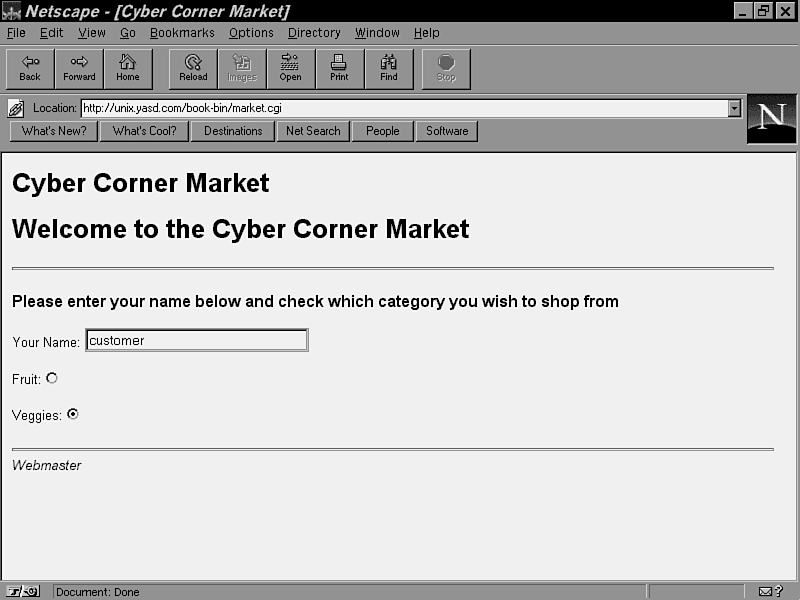 Netscape - [Cyber Corner Market]
File Edit View Go Bookmarks Options Directory Window Help
Back Forward Home Reload Images Open Print Find Stop
Location: http://unix.yasd.com/book-bin/market.cgi
N
What's New? What's Cool? Destinations Net Search People Software
Cyber Corner Market
Welcome to the Cyber Corner Market
Please enter your name below and check which category you wish to shop from
Your Name: customer
Fruit:
Veggies:
Webmaster
Document: Done
?